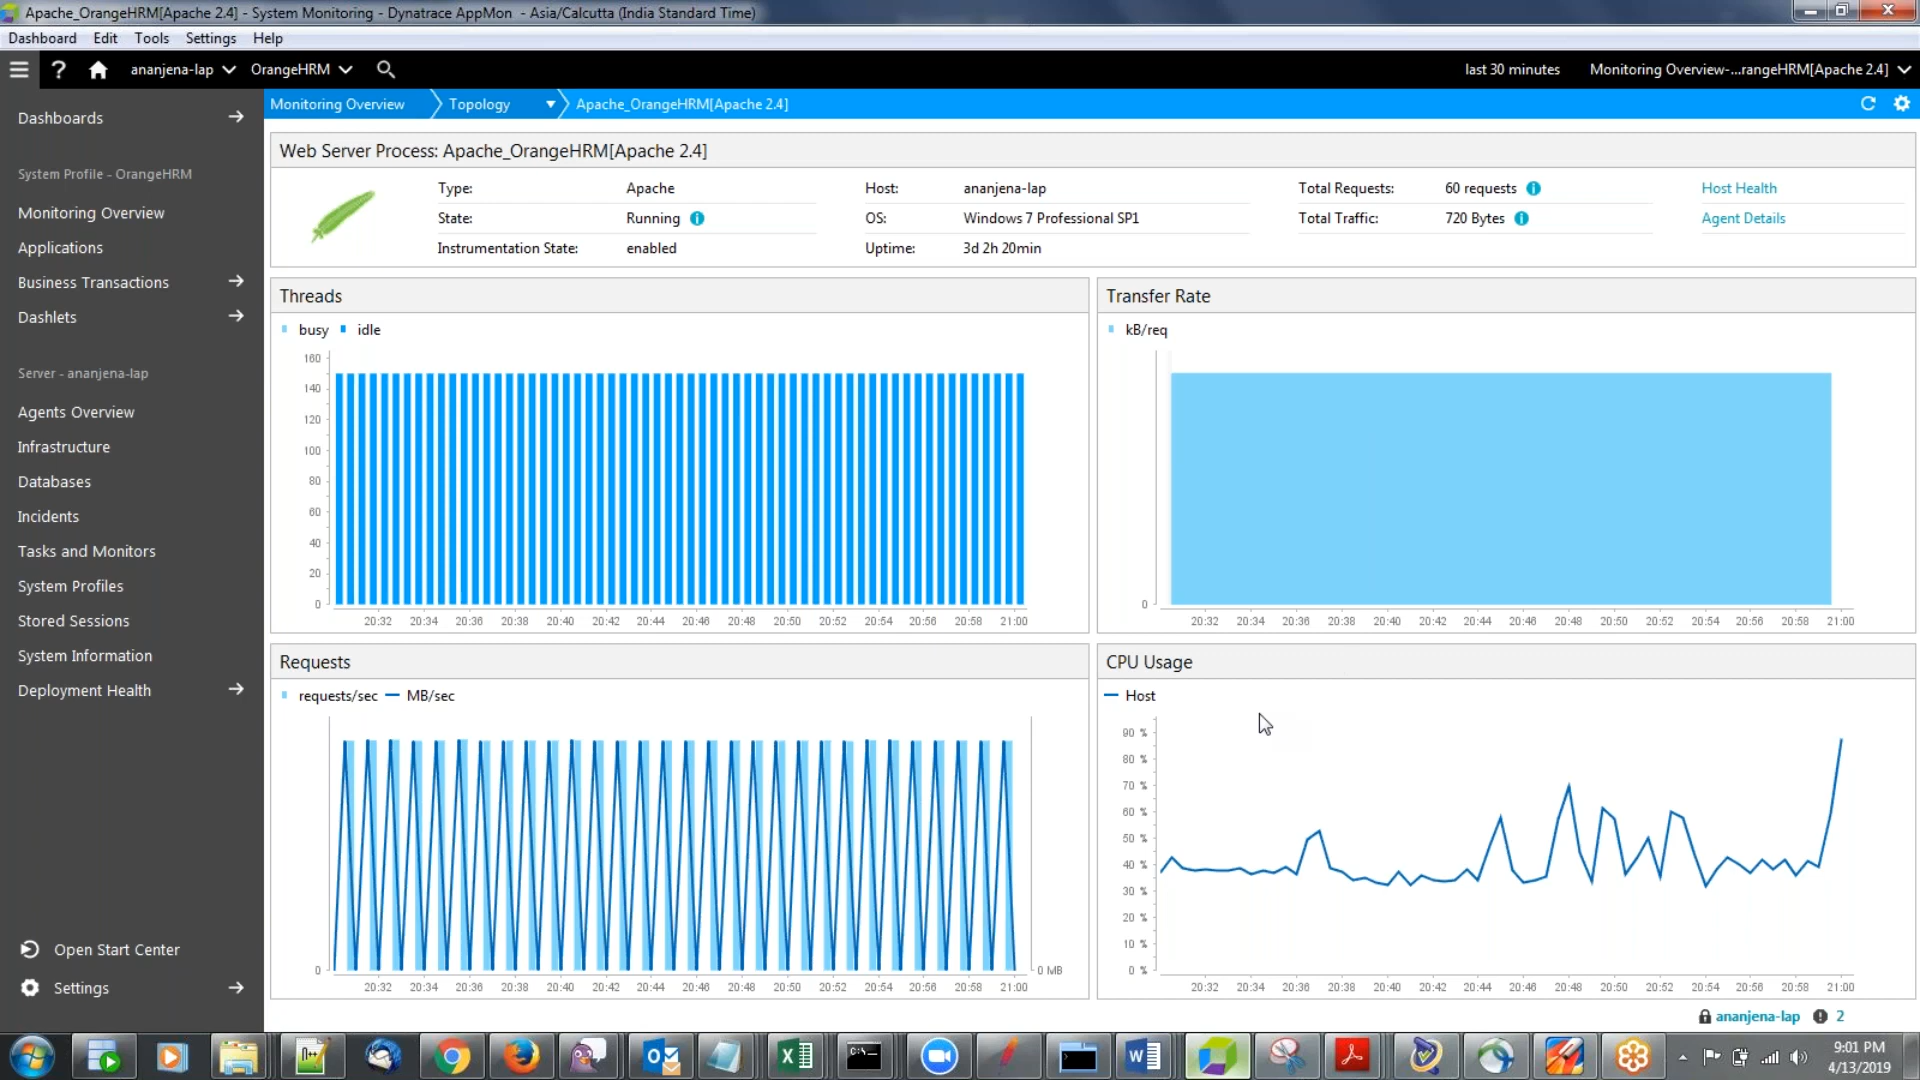 Apache_OrangeHRM[Apache 2.4] - System Monitoring - Dynatrace AppMon - Asia/Calcutta (India Standard Time)
Dashboard Edit Tools Settings Help
? ananjena-lap OrangeHRM last 30 minutes Monitoring Overview-...rangeHRM[Apache 2.4]
Monitoring Overview Topology Apache_OrangeHRM[Apache 2.4]
Dashboards
System Profile - OrangeHRM
Monitoring Overview
Applications
Business Transactions
Dashlets
Server - ananjena-lap
Agents Overview
Infrastructure
Databases
Incidents
Tasks and Monitors
System Profiles
Stored Sessions
System Information
Deployment Health
Open Start Center
Settings
Web Server Process: Apache_OrangeHRM[Apache 2.4]
Type: Apache Host: ananjena-lap Total Requests: 60 requests Host Health
State: Running OS: Windows 7 Professional SP1 Total Traffic: 720 Bytes Agent Details
Instrumentation State: enabled Uptime: 3d 2h 20min
Threads
busy idle
160
140
120
100
80
60
40
20
0
20:32 20:34 20:36 20:38 20:40 20:42 20:44 20:46 20:48 20:50 20:52 20:54 20:56 20:58 21:00
Transfer Rate
kB/req
0
20:32 20:34 20:36 20:38 20:40 20:42 20:44 20:46 20:48 20:50 20:52 20:54 20:56 20:58 21:00
Requests
requests/sec MB/sec
0 0 MB
20:32 20:34 20:36 20:38 20:40 20:42 20:44 20:46 20:48 20:50 20:52 20:54 20:56 20:58 21:00
CPU Usage
Host
90 %
80 %
70 %
60 %
50 %
40 %
30 %
20 %
10 %
0 %
20:32 20:34 20:36 20:38 20:40 20:42 20:44 20:46 20:48 20:50 20:52 20:54 20:56 20:58 21:00
ananjena-lap 2
9:01 PM
4/13/2019